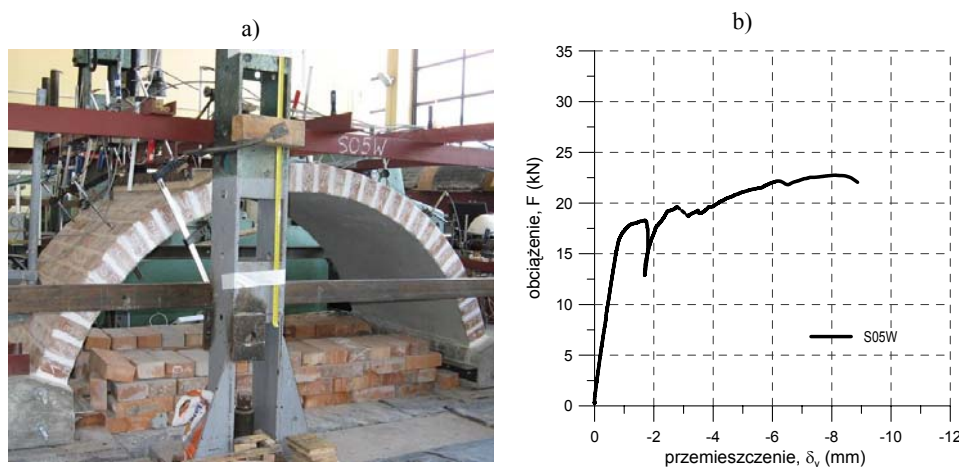 a)
S05W
b)
obciążenie, F (kN)
35
30
25
20
15
10
5
0
0 -2 -4 -6 -8 -10 -12
przemieszczenie, δv (mm)
S05W